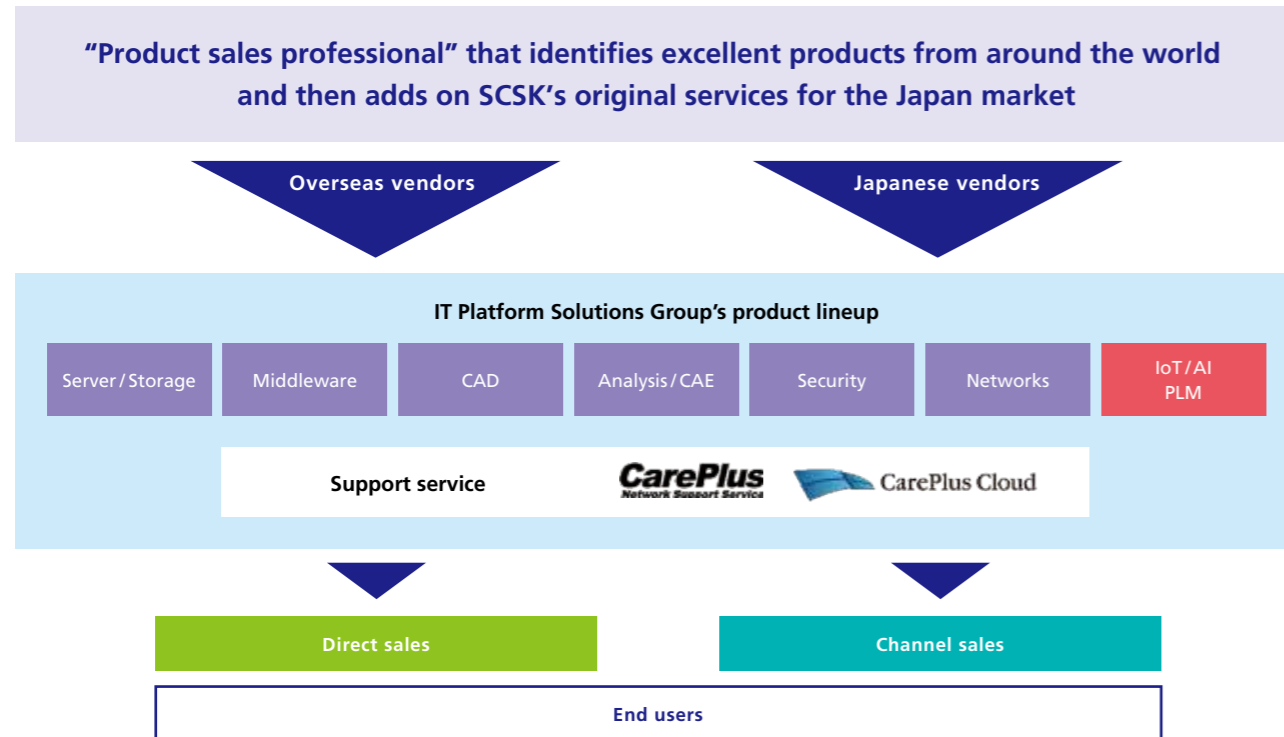 “Product sales professional” that identifies excellent products from around the world
and then adds on SCSK’s original services for the Japan market
Overseas vendors
Japanese vendors
IT Platform Solutions Group’s product lineup
Server/Storage
Middleware
CAD
Analysis/CAE
Security
Networks
IoT/AI
PLM
Support service
CarePlus
Network Support Service
CarePlus Cloud
Direct sales
Channel sales
End users